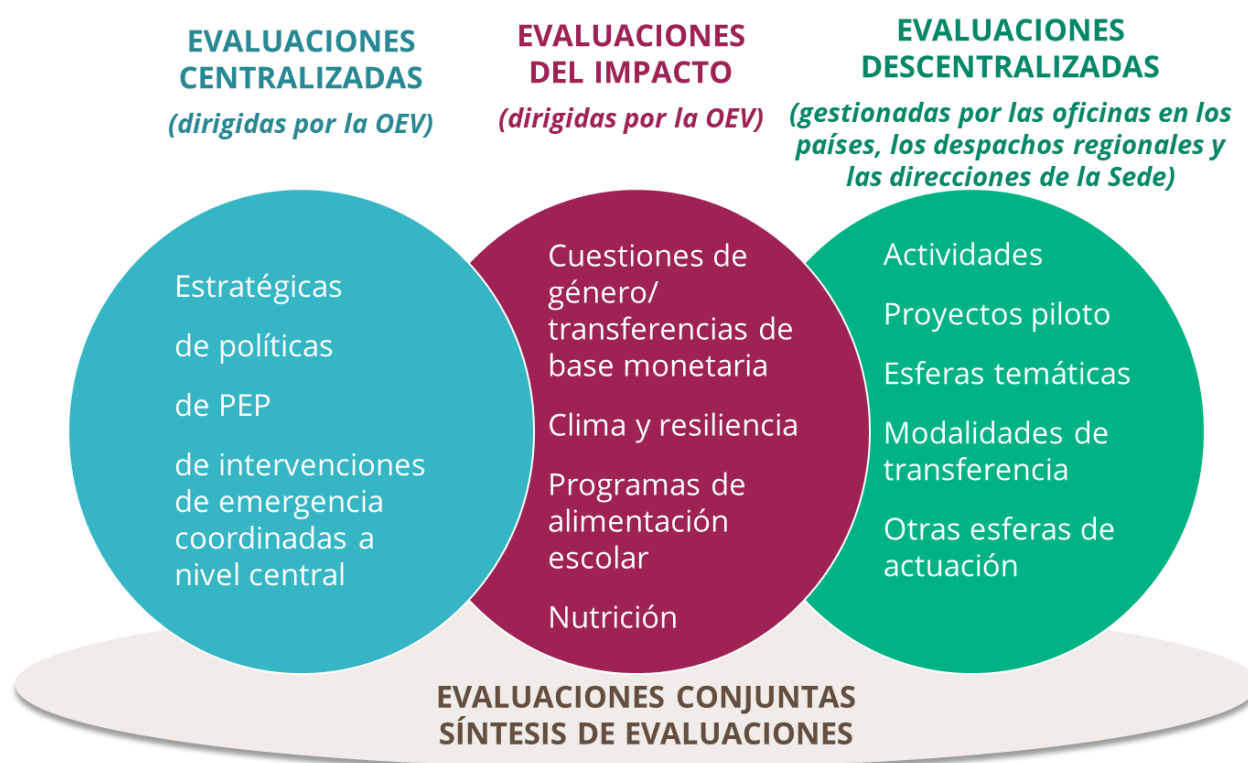 EVALUACIONES
CENTRALIZADAS
(dirigidas por la OEV)
EVALUACIONES
DEL IMPACTO
(dirigidas por la OEV)
EVALUACIONES
DESCENTRALIZADAS
(gestionadas por las oficinas en los
países, los despachos regionales y
las direcciones de la Sede)
Estratégicas
de políticas
de PEP
de intervenciones
de emergencia
coordinadas a
nivel central
Cuestiones de
género/
transferencias de
base monetaria
Clima y resiliencia
Programas de
alimentación
escolar
Nutrición
Actividades
Proyectos piloto
Esferas temáticas
Modalidades de
transferencia
Otras esferas de
actuación
EVALUACIONES CONJUNTAS
SÍNTESIS DE EVALUACIONES